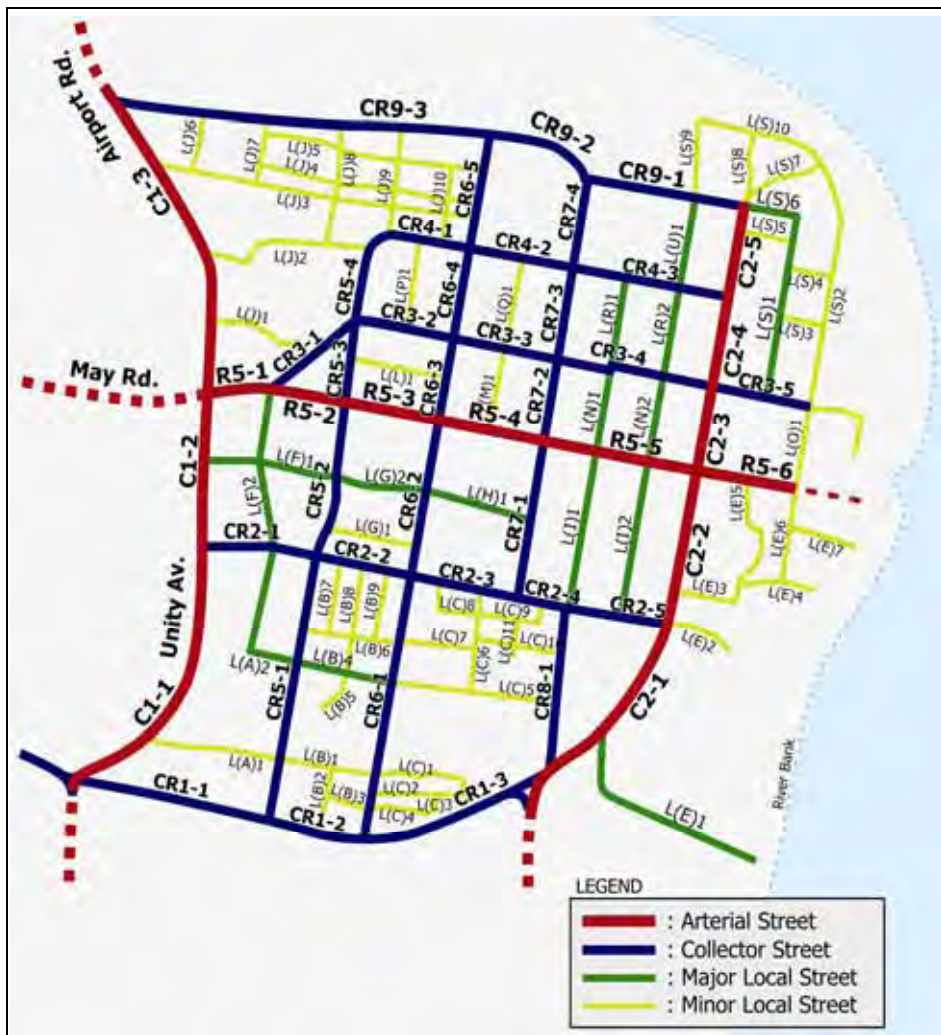 Airport Rd.
CR9-3
CR9-2
L(S)10
L(J)6
L(J)7
L(J)5
L(J)4
L(J)8
L(J)9
L(J)10
CR6-5
CR7-4
CR9-1
L(S)9
L(S)8
L(S)7
L(S)6
L(S)5
C1-3
L(J)3
L(J)2
CR4-1
CR4-2
CR4-3
L(U)1
C2-5
L(S)4
L(S)2
CR5-4
L(P)1
CR6-4
L(Q)1
CR7-3
L(R)1
L(R)2
C2-4
L(S)1
L(S)3
L(J)1
CR3-1
CR3-2
CR3-3
CR3-4
CR3-5
May Rd.
R5-1
CR5-3
L(L)1
R5-2
R5-3
CR6-3
L(M)1
R5-4
CR7-2
L(N)1
L(N)2
R5-5
C2-3
R5-6
L(O)1
C1-2
L(F)1
L(F)2
CR5-2
L(G)2
CR6-2
L(H)1
CR7-1
L(I)1
L(I)2
C2-2
L(E)5
L(E)6
L(E)7
CR2-1
L(G)1
CR2-2
CR2-3
CR2-4
CR2-5
L(E)3
L(E)4
L(E)2
Unity Av.
L(B)7
L(B)8
L(B)9
L(C)8
L(C)9
L(C)7
L(C)11
L(C)6
L(C)5
L(A)2
L(B)4
L(B)6
L(B)5
CR5-1
CR6-1
CR8-1
C2-1
C1-1
L(A)1
L(B)1
L(B)2
L(B)3
L(C)1
L(C)2
L(C)3
L(C)4
CR1-1
CR1-2
CR1-3
L(E)1
River Bank
LEGEND
: Arterial Street
: Collector Street
: Major Local Street
: Minor Local Street